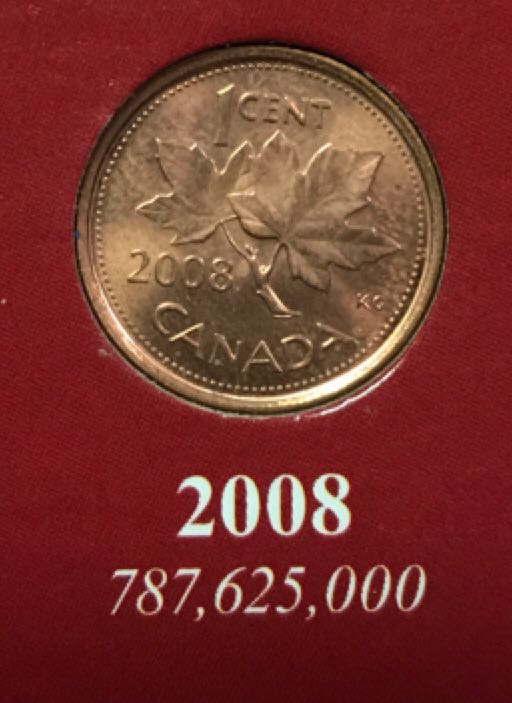 1 CENT
2008
KG
CANADA
2008
787,625,000